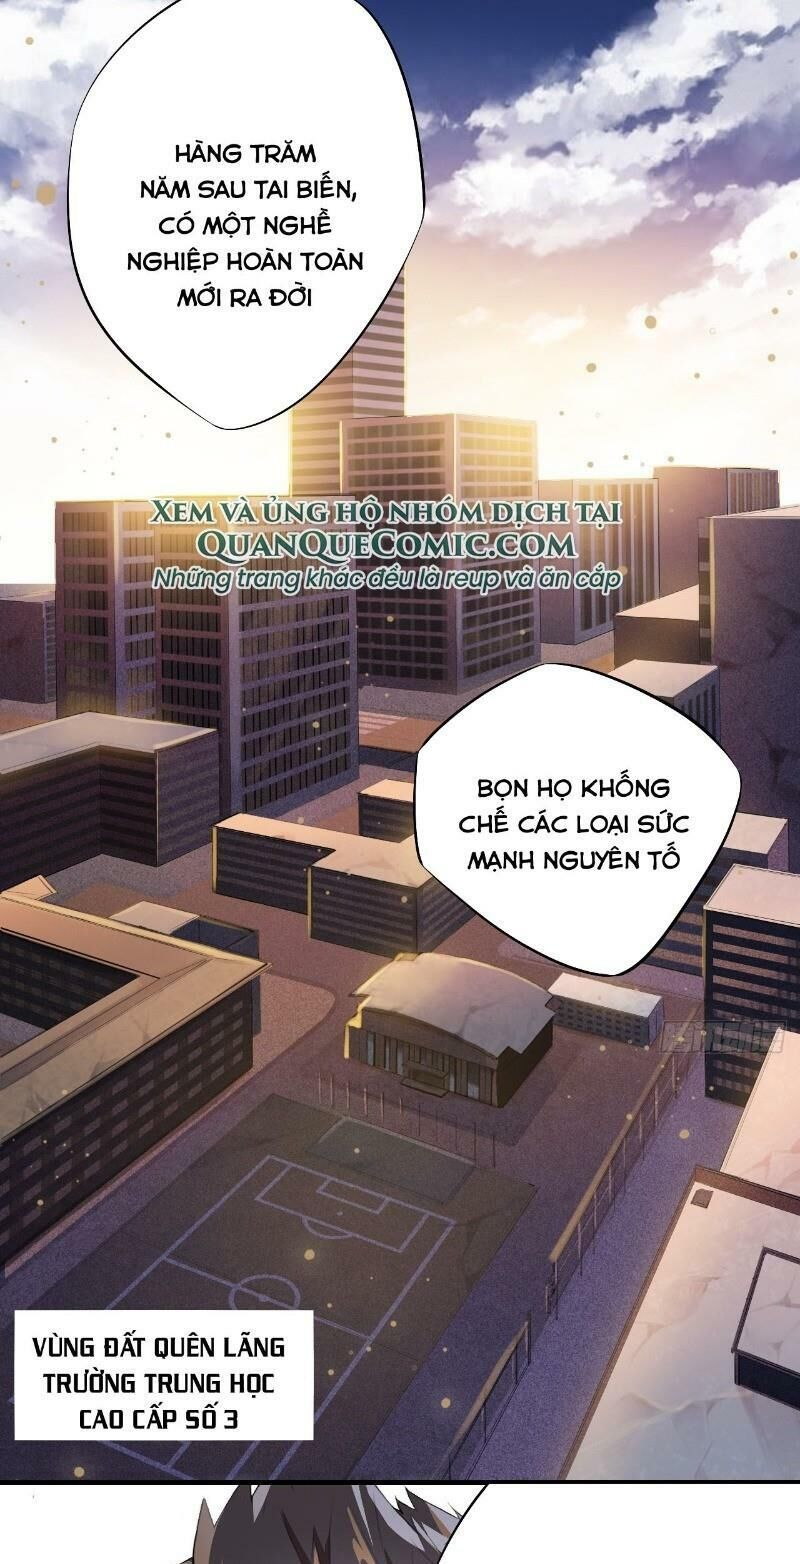 HÀNG TRĂM
NĂM SAU TAI BIẾN,
CÓ MỘT NGHỀ
NGHIỆP HOÀN TOÀN
MỚI RA ĐỜI
XEM VÀ ỦNG HỘ NHÓM DỊCH TẠI
QUANQUECOMIC.COM
Những trang khác đều là reup và ăn cắp
BỌN HỌ KHỐNG
CHẾ CÁC LOẠI SỨC
MẠNH NGUYÊN TỐ
VÙNG ĐẤT QUÊN LÃNG
TRƯỜNG TRUNG HỌC
CAO CẤP SỐ 3